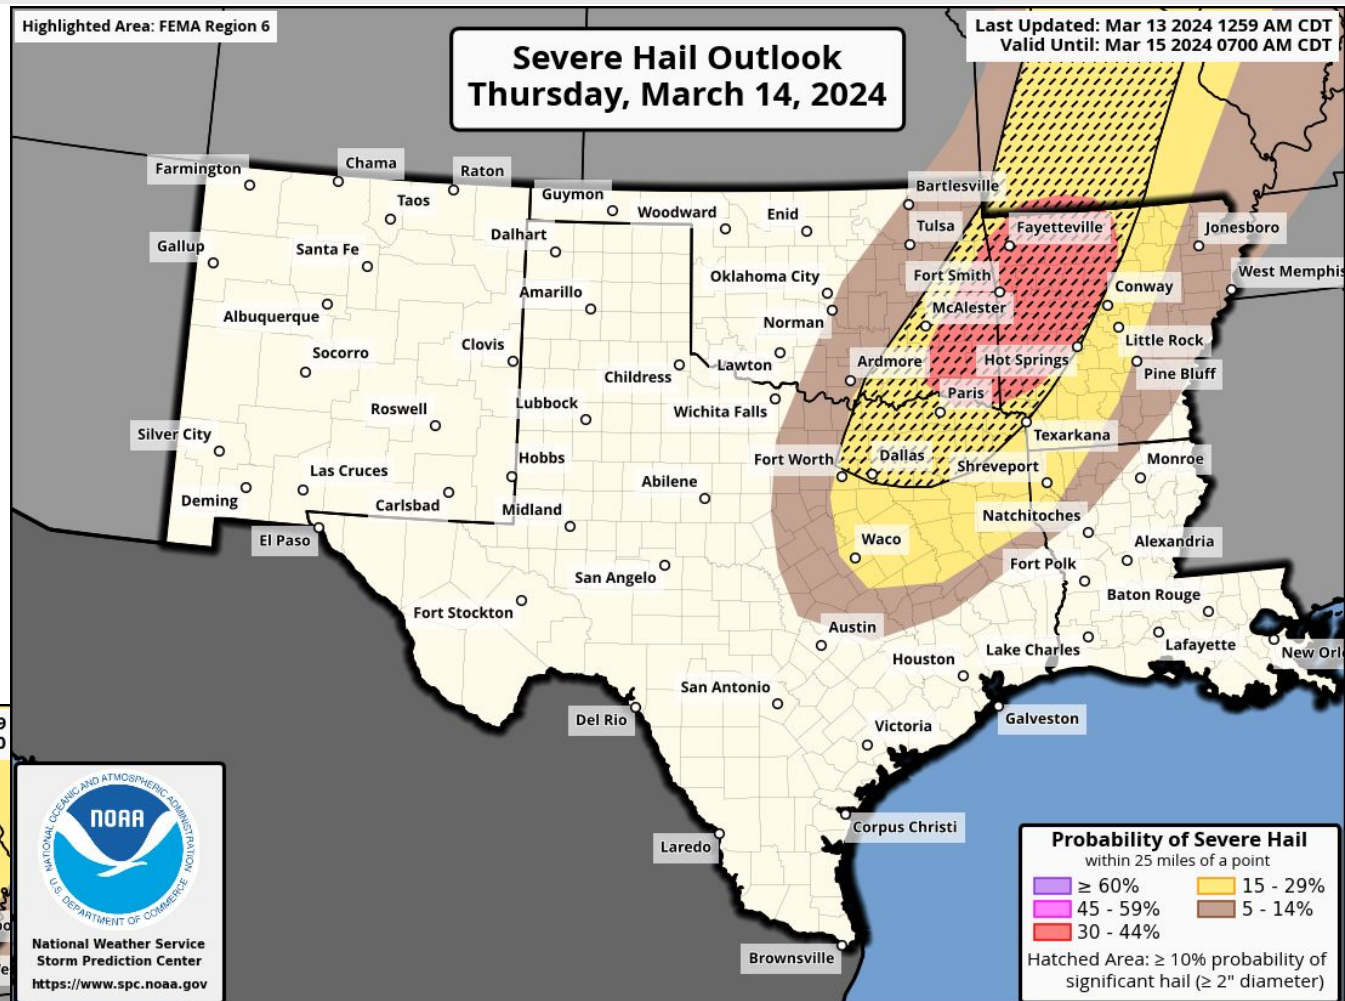 Highlighted Area: FEMA Region 6
Severe Hail Outlook
Thursday, March 14, 2024
Last Updated: Mar 13 2024 1259 AM CDT
Valid Until: Mar 15 2024 0700 AM CDT
Farmington
Chama
Raton
Taos
Guymon
Woodward
Enid
Bartlesville
Tulsa
Fayetteville
Jonesboro
Gallup
Santa Fe
Dalhart
Oklahoma City
Fort Smith
West Memphis
Amarillo
Conway
Albuquerque
Norman
McAlester
Socorro
Clovis
Lawton
Ardmore
Hot Springs
Little Rock
Childress
Pine Bluff
Roswell
Lubbock
Wichita Falls
Paris
Silver City
Texarkana
Las Cruces
Hobbs
Fort Worth
Dallas
Shreveport
Monroe
Deming
Carlsbad
Midland
Abilene
Natchitoches
El Paso
Waco
Alexandria
San Angelo
Fort Polk
Fort Stockton
Baton Rouge
Austin
Houston
Lake Charles
Lafayette
New Orl
San Antonio
Del Rio
Victoria
Galveston
Corpus Christi
Laredo
Brownsville
9
0
NATIONAL OCEANIC AND ATMOSPHERIC ADMINISTRATION
NOAA
U.S. DEPARTMENT OF COMMERCE
National Weather Service
Storm Prediction Center
https://www.spc.noaa.gov
Probability of Severe Hail
within 25 miles of a point
≥ 60%
15 - 29%
45 - 59%
5 - 14%
30 - 44%
Hatched Area: ≥ 10% probability of
significant hail (≥ 2" diameter)